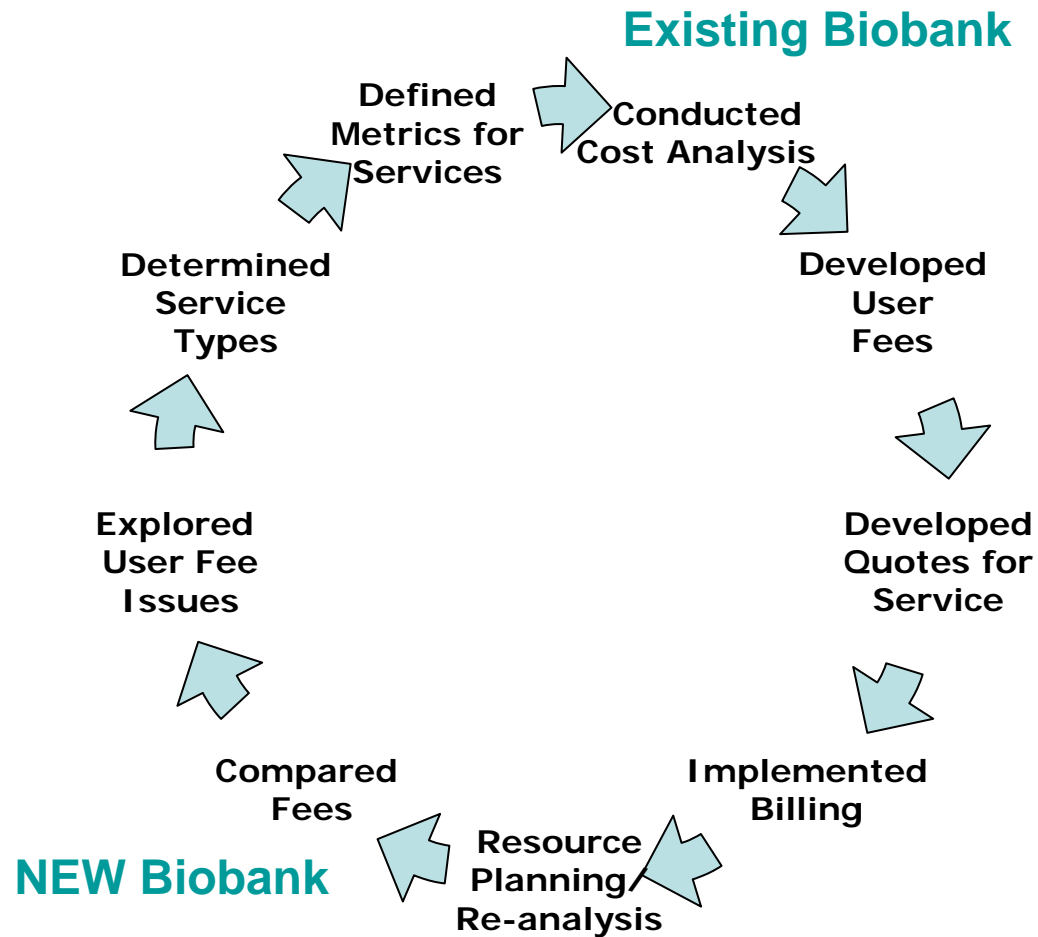 Existing Biobank
Defined
Metrics for
Services
Conducted
Cost Analysis
Developed
User
Fees
Developed
Quotes for
Service
Implemented
Billing
Resource
Planning/
Re-analysis
Compared
Fees
NEW Biobank
Explored
User Fee
Issues
Determined
Service
Types